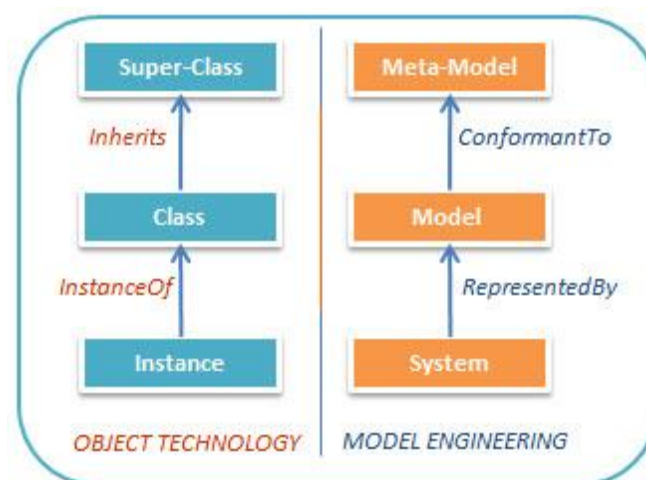 Super-Class
Inherits
Class
InstanceOf
Instance
OBJECT TECHNOLOGY
Meta-Model
ConformantTo
Model
RepresentedBy
System
MODEL ENGINEERING